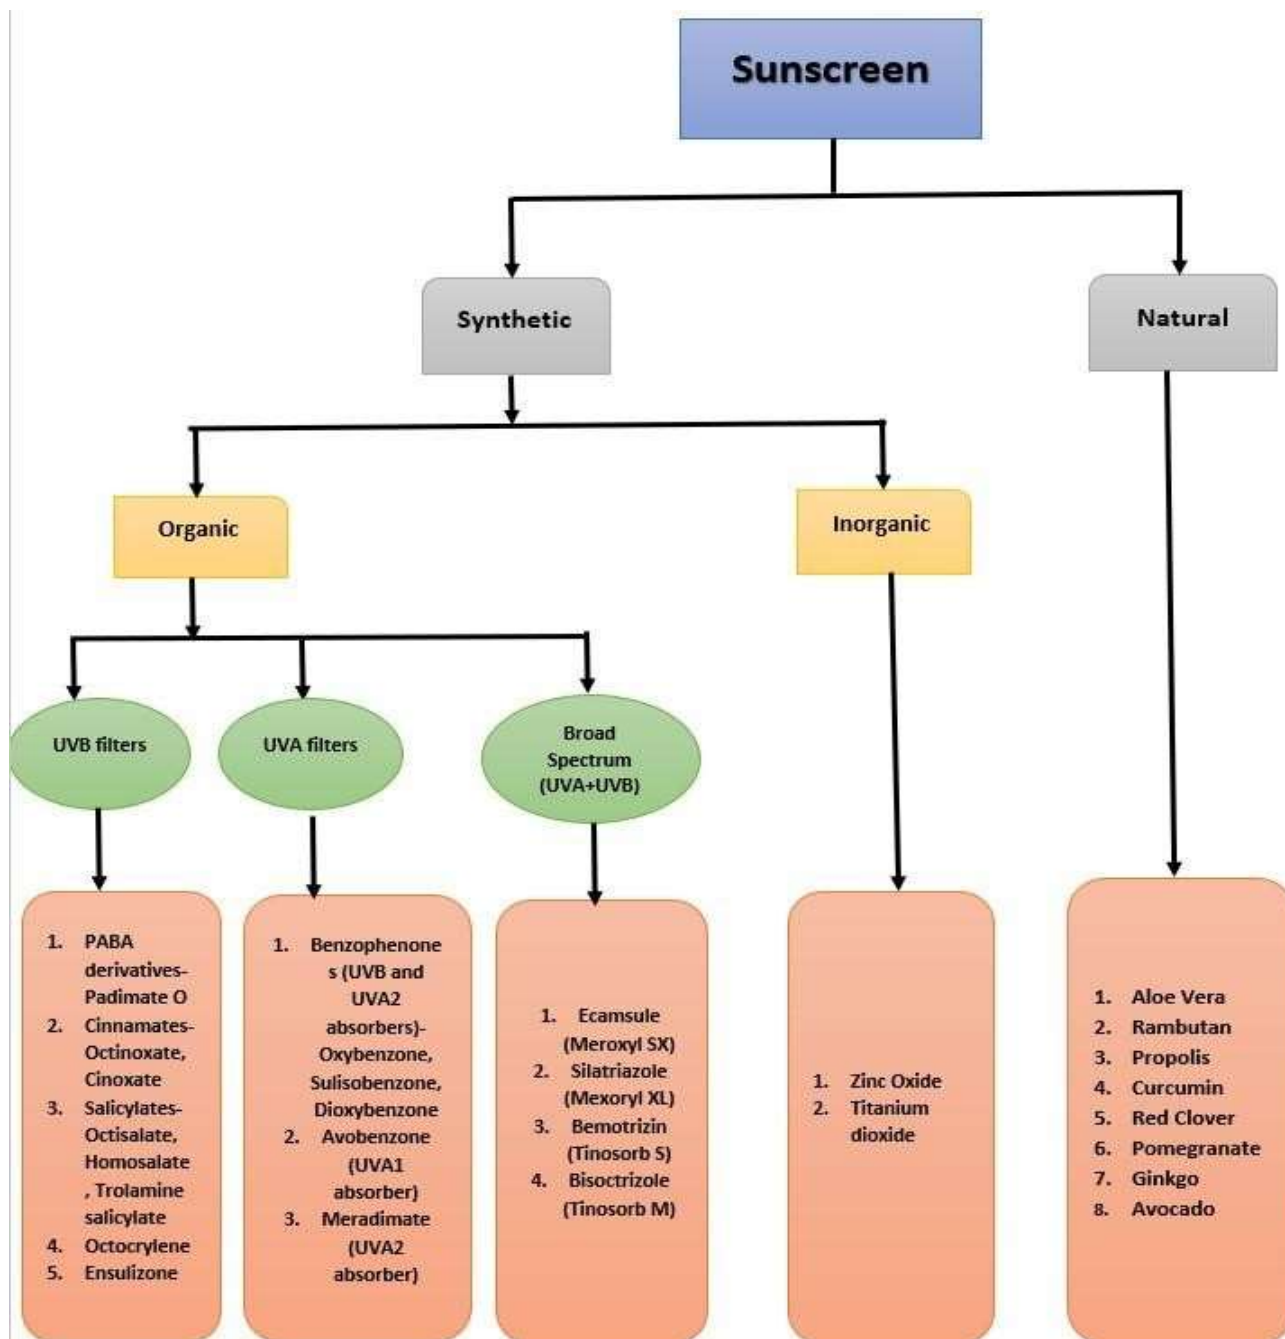 Sunscreen
Synthetic
Natural
Organic
Inorganic
UVB filters
UVA filters
Broad
Spectrum
(UVA+UVB)
1. PABA
derivatives-
Padimate O
2. Cinnamates-
Octinoxate,
Cinoxate
3. Salicylates-
Octisalate,
Homosalate
, Trolamine
salicylate
4. Octocrylene
5. Ensulizone
1. Benzophenone
s (UVB and
UVA2
absorbers)-
Oxybenzone,
Sulisobenzone,
Dioxybenzone
2. Avobenzone
(UVA1
absorber)
3. Meradimate
(UVA2
absorber)
1. Ecamsule
(Meroxyl SX)
2. Silatriazole
(Mexoryl XL)
3. Bemotrizin
(Tinosorb S)
4. Bisoctrizole
(Tinosorb M)
1. Zinc Oxide
2. Titanium
dioxide
1. Aloe Vera
2. Rambutan
3. Propolis
4. Curcumin
5. Red Clover
6. Pomegranate
7. Ginkgo
8. Avocado